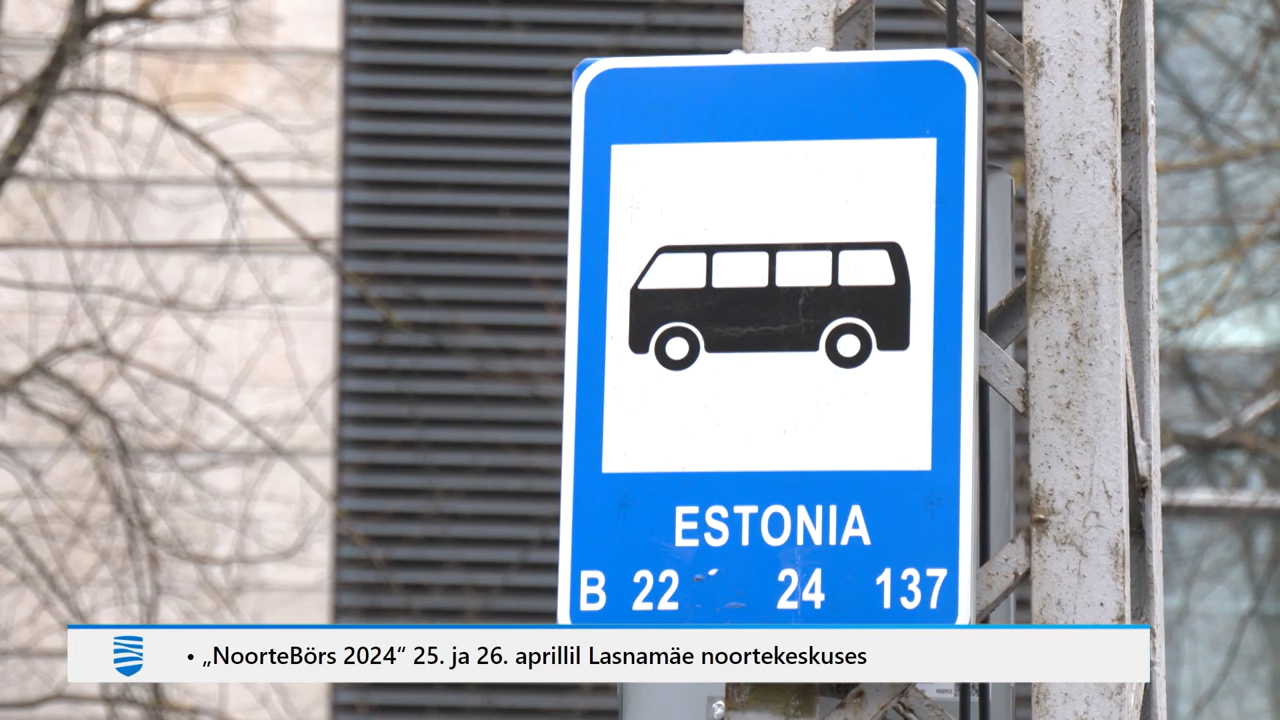 ESTONIA
B 22 24 137
• „NoorteBörs 2024“ 25. ja 26. aprillil Lasnamäe noortekeskuses